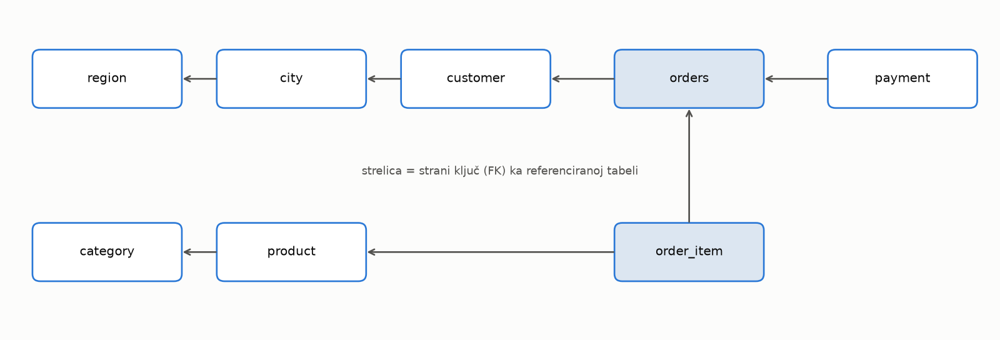 region
city
customer
orders
payment
strelica = strani ključ (FK) ka referenciranoj tabeli
category
product
order_item